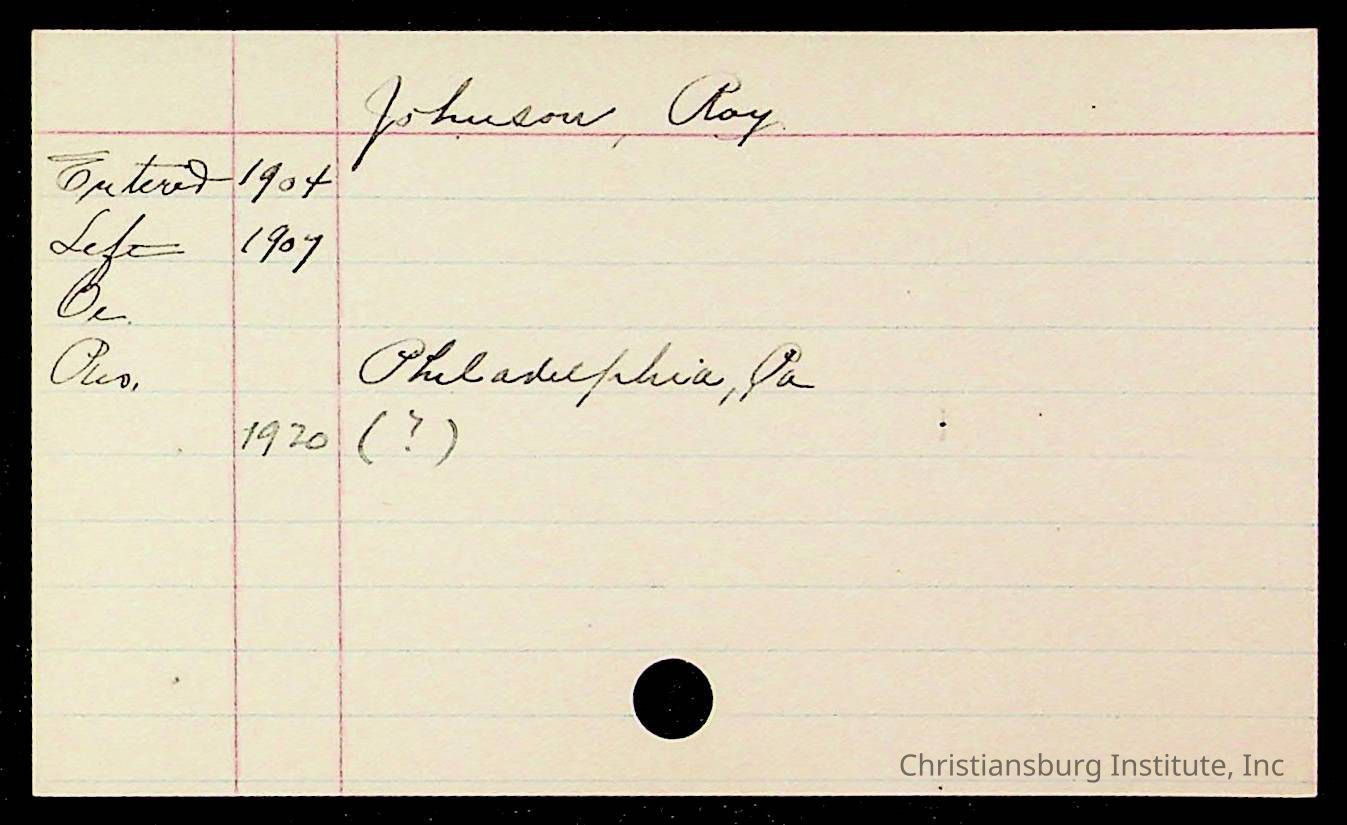 Johnson, Roy
Entered 1904
Left 1907
Oc.
Res. Philadelphia, Pa
1920 (?)
Christiansburg Institute, Inc